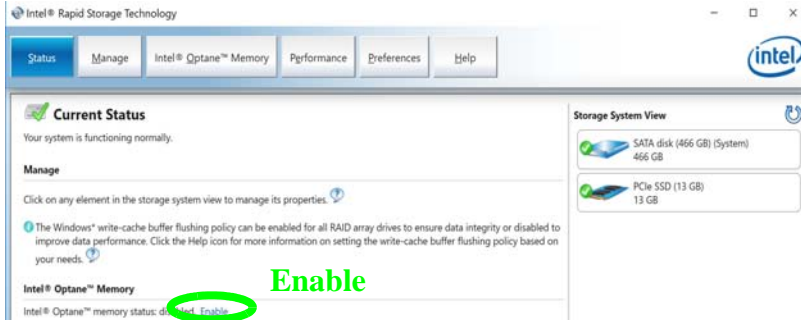 Intel® Rapid Storage Technology
Status
Manage
Intel® Optane™ Memory
Performance
Preferences
Help
intel
Current Status
Your system is functioning normally.
Manage
Click on any element in the storage system view to manage its properties.
The Windows* write-cache buffer flushing policy can be enabled for all RAID array drives to ensure data integrity or disabled to
improve data performance. Click the Help icon for more information on setting the write-cache buffer flushing policy based on
your needs.
Intel® Optane™ Memory
Enable
Intel® Optane™ memory status: disabled. Enable
Storage System View
SATA disk (466 GB) (System)
466 GB
PCIe SSD (13 GB)
13 GB